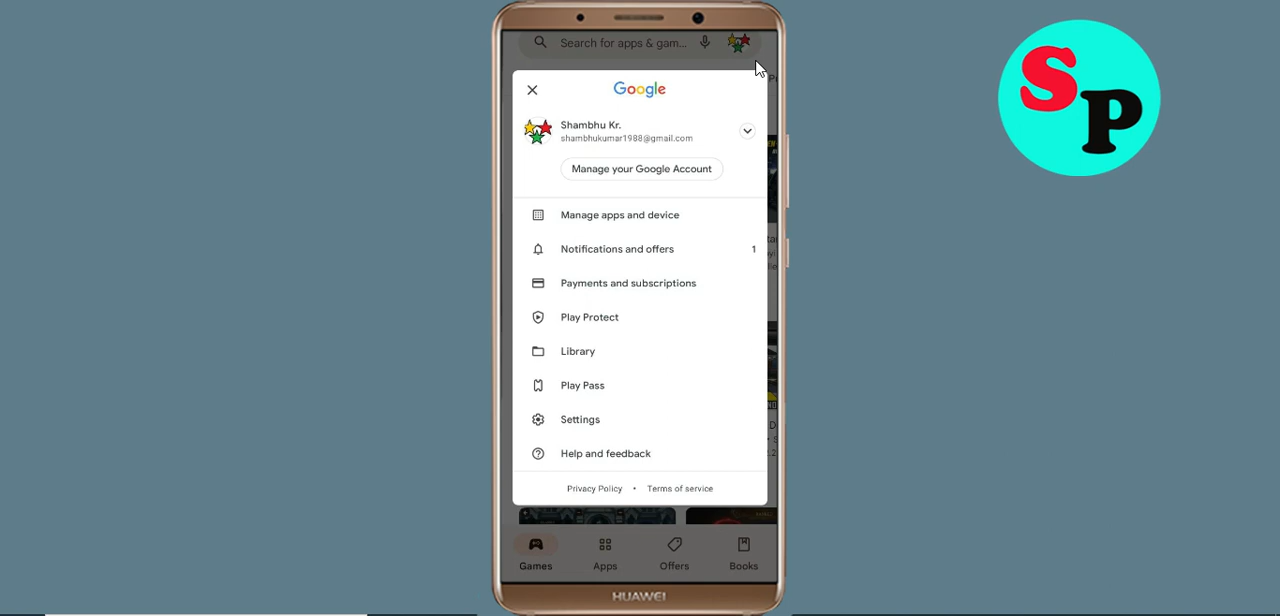 Search for apps & gam...
Google
Shambhu Kr.
shambhukumar1988@gmail.com
Manage your Google Account
Manage apps and device
Notifications and offers 1
Payments and subscriptions
Play Protect
Library
Play Pass
Settings
Help and feedback
Privacy Policy • Terms of service
Games Apps Offers Books
HUAWEI
SP